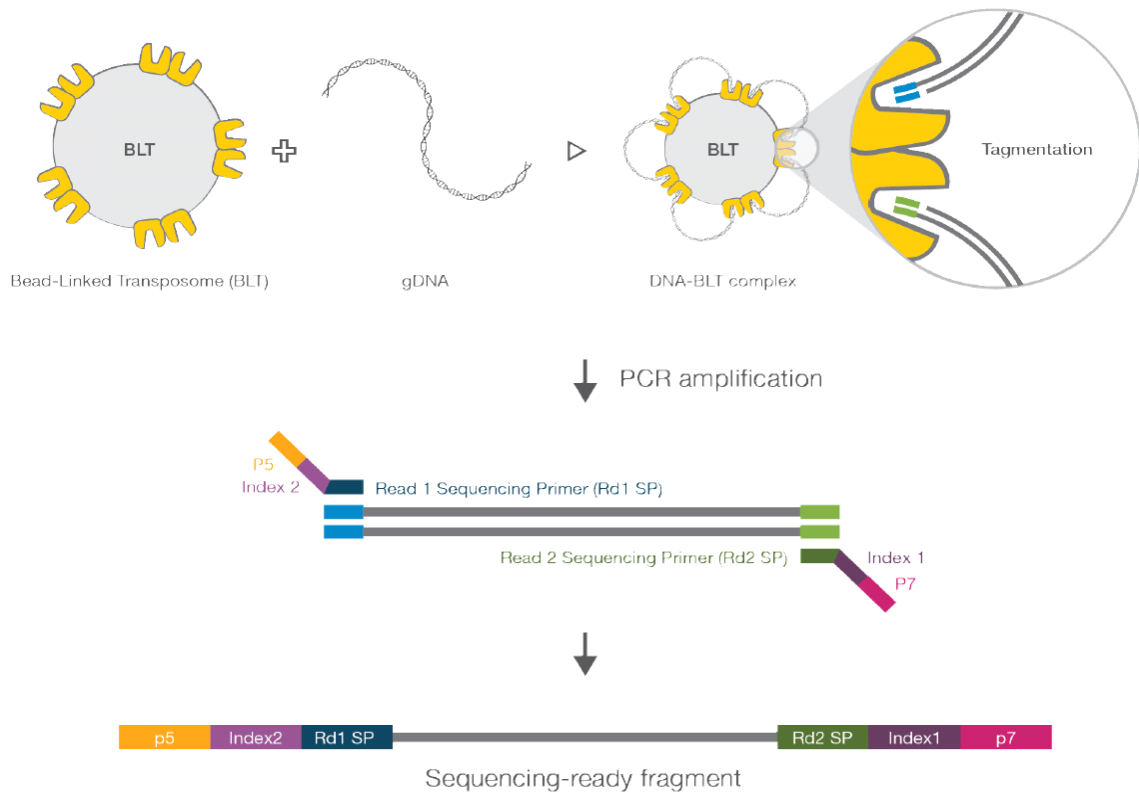 BLT
BLT
Tagmentation
Bead-Linked Transposome (BLT)
gDNA
DNA-BLT complex
PCR amplification
P5
Index 2
Read 1 Sequencing Primer (Rd1 SP)
Read 2 Sequencing Primer (Rd2 SP)
Index 1
P7
p5
Index2
Rd1 SP
Rd2 SP
Index1
p7
Sequencing-ready fragment